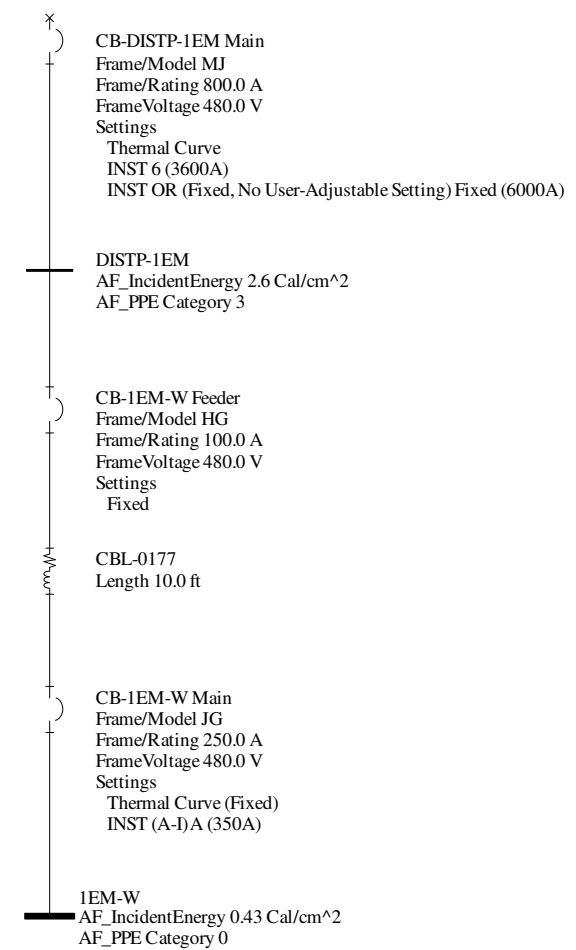 CB-DISTP-1EM Main
Frame/Model MJ
Frame/Rating 800.0 A
FrameVoltage 480.0 V
Settings
Thermal Curve
INST 6 (3600A)
INST OR (Fixed, No User-Adjustable Setting) Fixed (6000A)
DISTP-1EM
AF_IncidentEnergy 2.6 Cal/cm^2
AF_PPE Category 3
CB-1EM-W Feeder
Frame/Model HG
Frame/Rating 100.0 A
FrameVoltage 480.0 V
Settings
Fixed
CBL-0177
Length 10.0 ft
CB-1EM-W Main
Frame/Model JG
Frame/Rating 250.0 A
FrameVoltage 480.0 V
Settings
Thermal Curve (Fixed)
INST (A-I) A (350A)
1EM-W
AF_IncidentEnergy 0.43 Cal/cm^2
AF_PPE Category 0